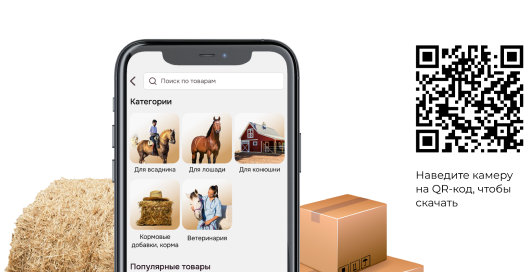 Поиск по товарам
Категории
Для всадника
Для лошади
Для конюшни
Кормовые
добавки, корма
Ветеринария
Популярные товары
Наведите камеру
на QR-код, чтобы
скачать